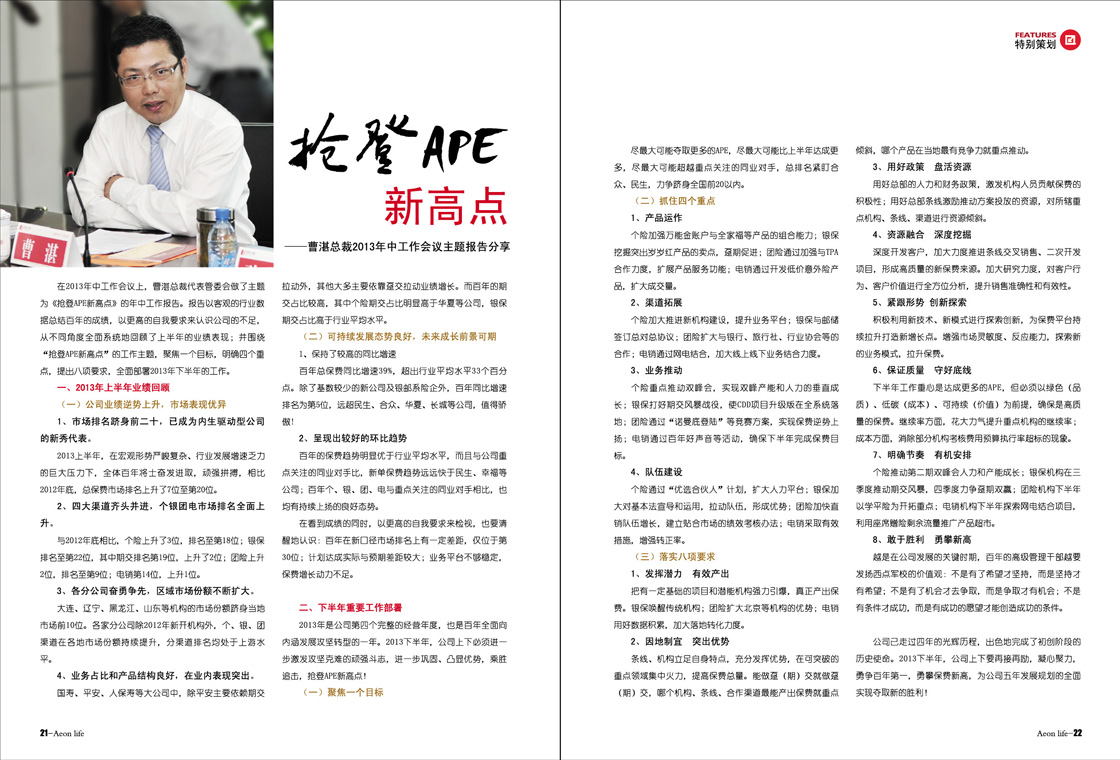 曹 湛
抢登APE
新高点
——曹湛总裁2013年中工作会议主题报告分享
在2013年中工作会议上，曹湛总裁代表管委会做了主题
为《抢登APE新高点》的年中工作报告。报告以客观的行业数
据总结百年的成绩，以更高的自我要求来认识公司的不足，
从不同角度全面系统地回顾了上半年的业绩表现；并围绕
“抢登APE新高点”的工作主题，聚焦一个目标，明确四个重
点，提出八项要求，全面部署2013年下半年的工作。
一、2013年上半年业绩回顾
（一）公司业绩逆势上升，市场表现优异
1、市场排名跻身前二十，已成为内生驱动型公司
的新秀代表。
2013上半年，在宏观形势严峻复杂、行业发展增速乏力
的巨大压力下，全体百年将士奋发进取，顽强拼搏，相比
2012年底，总保费市场排名上升了7位至第20位。
2、四大渠道齐头并进，个银团电市场排名全面上
升。
与2012年底相比，个险上升了3位，排名至第18位；银保
排名至第22位，其中期交排名第19位，上升了2位；团险上升
2位，排名至第9位；电销第14位，上升1位。
3、各分公司奋勇争先，区域市场份额不断扩大。
大连、辽宁、黑龙江、山东等机构的市场份额跻身当地
市场前10位。各家分公司除2012年新开机构外，个、银、团
渠道在各地市场份额持续提升，分渠道排名均处于上游水
平。
4、业务占比和产品结构良好，在业内表现突出。
国寿、平安、人保寿等大公司中，除平安主要依赖期交
拉动外，其他大多主要依靠趸交拉动业绩增长。而百年的期
交占比较高，其中个险期交占比明显高于华夏等公司，银保
期交占比高于行业平均水平。
（二）可持续发展态势良好，未来成长前景可期
1、保持了较高的同比增速
百年总保费同比增速39%，超出行业平均水平33个百分
点。除了基数较少的新公司及银邮系险企外，百年同比增速
排名为第5位，远超民生、合众、华夏、长城等公司，值得骄
傲！
2、呈现出较好的环比趋势
百年的保费趋势明显优于行业平均水平，而且与公司重
点关注的同业对手比，新单保费趋势远远快于民生、幸福等
公司；百年个、银、团、电与重点关注的同业对手相比，也
均有持续上扬的良好态势。
在看到成绩的同时，以更高的自我要求来检视，也要清
醒地认识：百年在新口径市场排名上有一定差距，仅位于第
30位；计划达成实际与预期差距较大；业务平台不够稳定，
保费增长动力不足。
二、下半年重要工作部署
2013年是公司第四个完整的经营年度，也是百年全面向
内涵发展攻坚转型的一年。2013下半年，公司上下必须进一
步激发攻坚克难的顽强斗志，进一步巩固、凸显优势，乘胜
追击，抢登APE新高点！
（一）聚焦一个目标
21-Aeon life
FEATURES
特别策划
尽最大可能夺取更多的APE，尽最大可能比上半年达成更
多，尽最大可能超越重点关注的同业对手，总排名紧盯合
众、民生，力争跻身全国前20以内。
（二）抓住四个重点
1、产品运作
个险加强万能金账户与全家福等产品的组合能力；银保
挖掘突出岁岁红产品的卖点，趸期促进；团险通过加强与TPA
合作力度，扩展产品服务功能；电销通过开发低价意外险产
品，扩大成交量。
2、渠道拓展
个险加大推进新机构建设，提升业务平台；银保与邮储
签订总对总协议；团险扩大与银行、旅行社、行业协会等的
合作；电销通过网电结合，加大线上线下业务结合力度。
3、业务推动
个险重点推动双峰会，实现双峰产能和人力的垂直成
长；银保打好期交风暴战役，使CDD项目升级版在全系统落
地；团险通过“诺曼底登陆”等竞赛方案，实现保费逆势上
扬；电销通过百年好声音等活动，确保下半年完成保费目
标。
4、队伍建设
个险通过“优选合伙人”计划，扩大人力平台；银保加
大对基本法宣导和运用，拉动队伍，形成优势；团险加快直
销队伍增长，建立贴合市场的绩效考核办法；电销采取有效
措施，增强转正率。
（三）落实八项要求
1、发挥潜力　有效产出
把有一定基础的项目和潜能机构强力引爆，真正产出保
费。银保唤醒传统机构；团险扩大北京等机构的优势；电销
用好数据积累，加大落地转化力度。
2、因地制宜　突出优势
条线、机构立足自身特点，充分发挥优势，在可突破的
重点领域集中火力，提高保费总量。能做趸（期）交就做趸
（期）交，哪个机构、条线、合作渠道最能产出保费就重点
倾斜，哪个产品在当地最有竞争力就重点推动。
3、用好政策　盘活资源
用好总部的人力和财务政策，激发机构人员贡献保费的
积极性；用好总部条线激励推动方案投放的资源，对所辖重
点机构、条线、渠道进行资源倾斜。
4、资源融合　深度挖掘
深度开发客户，加大力度推进条线交叉销售、二次开发
项目，形成高质量的新保费来源。加大研究力度，对客户行
为、客户价值进行全方位分析，提升销售准确性和有效性。
5、紧跟形势 创新探索
积极利用新技术、新模式进行探索创新，为保费平台持
续拉升打造新增长点。增强市场灵敏度、反应能力，探索新
的业务模式，拉升保费。
6、保证质量　守好底线
下半年工作重心是达成更多的APE，但必须以绿色（品
质）、低碳（成本）、可持续（价值）为前提，确保是高质
量的保费。继续率方面，花大力气提升重点机构的继续率；
成本方面，消除部分机构考核费用预算执行率超标的现象。
7、明确节奏　有机安排
个险推动第二期双峰会人力和产能成长；银保机构在三
季度推动期交风暴，四季度力争趸期双赢；团险机构下半年
以学平险为开拓重点；电销机构下半年探索网电结合项目，
利用座席赠险剩余流量推广产品超市。
8、敢于胜利　勇攀新高
越是在公司发展的关键时期，百年的高级管理干部越要
发扬西点军校的价值观：不是有了希望才坚持，而是坚持才
有希望；不是有了机会才去争取，而是争取才有机会；不是
有条件才成功，而是有成功的愿望才能创造成功的条件。
公司已走过四年的光辉历程，出色地完成了初创阶段的
历史使命。2013下半年，公司上下要再接再励，凝心聚力，
勇争百年第一，勇攀保费新高，为公司五年发展规划的全面
实现夺取新的胜利！
Aeon life-22